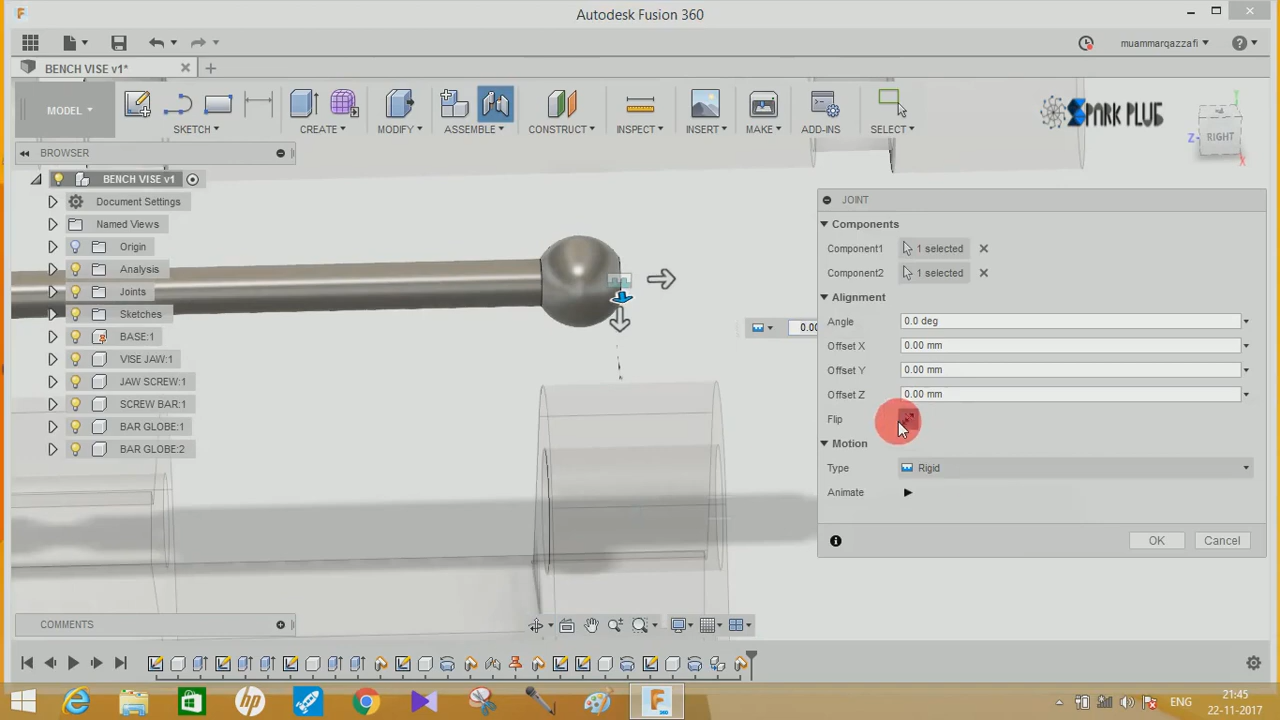 Autodesk Fusion 360
muammarqazzafi
BENCH VISE v1*
MODEL
SKETCH
CREATE
MODIFY
ASSEMBLE
CONSTRUCT
INSPECT
INSERT
MAKE
ADD-INS
SELECT
SPARK PLUG
Y
Z
RIGHT
X
BROWSER
BENCH VISE v1
Document Settings
Named Views
Origin
Analysis
Joints
Sketches
BASE:1
VISE JAW:1
JAW SCREW:1
SCREW BAR:1
BAR GLOBE:1
BAR GLOBE:2
0.00
JOINT
Components
Component1 1 selected
Component2 1 selected
Alignment
Angle 0.0 deg
Offset X 0.00 mm
Offset Y 0.00 mm
Offset Z 0.00 mm
Flip
Motion
Type Rigid
Animate
OK Cancel
COMMENTS
ENG
21:45
22-11-2017